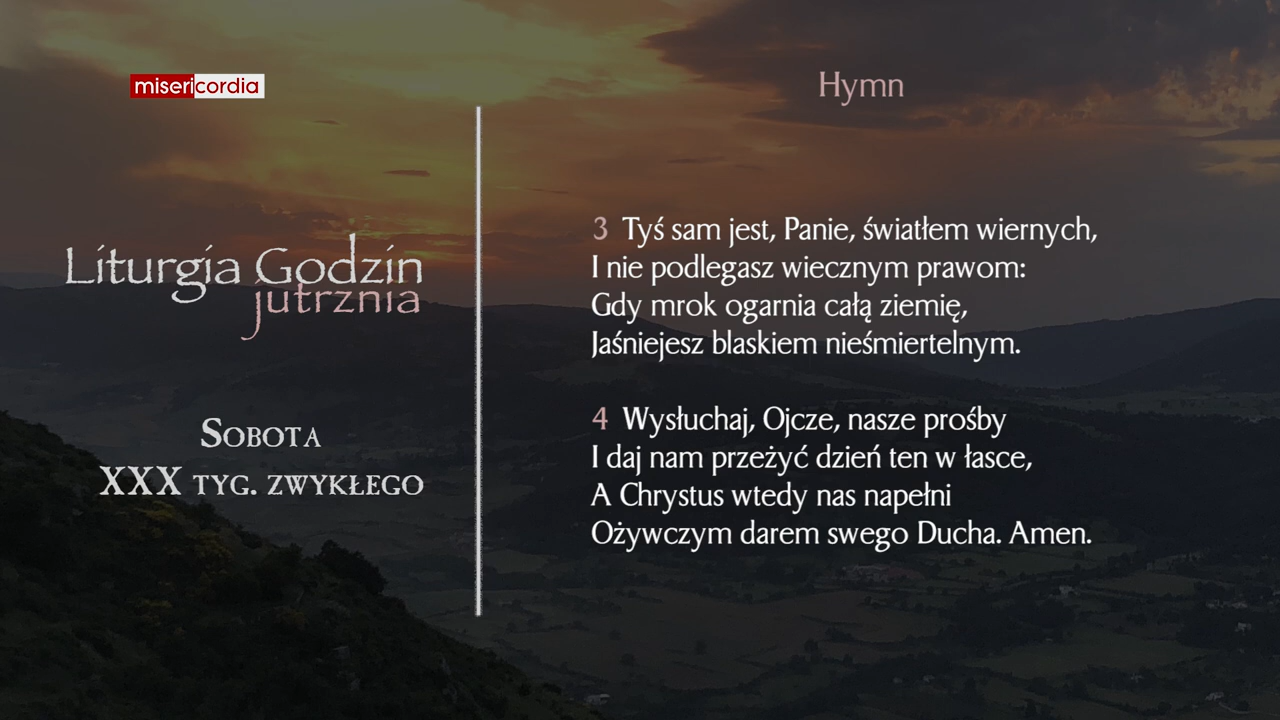 misericordia
Liturgia Godzin
jutrznia
Sobota
XXX tyg. zwykłego
Hymn
3 Tyś sam jest, Panie, światłem wiernych,
I nie podlegasz wiecznym prawom:
Gdy mrok ogarnia całą ziemię,
Jaśniejesz blaskiem nieśmiertelnym.
4 Wysłuchaj, Ojcze, nasze prośby
I daj nam przeżyć dzień ten w łasce,
A Chrystus wtedy nas napełni
Ożywczym darem swego Ducha. Amen.